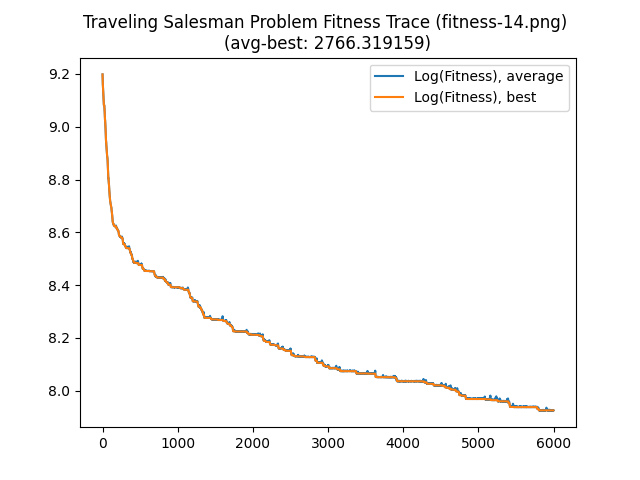 Traveling Salesman Problem Fitness Trace (fitness-14.png)
(avg-best: 2766.319159)
Log(Fitness), average
Log(Fitness), best
9.2
9.0
8.8
8.6
8.4
8.2
8.0
0 1000 2000 3000 4000 5000 6000